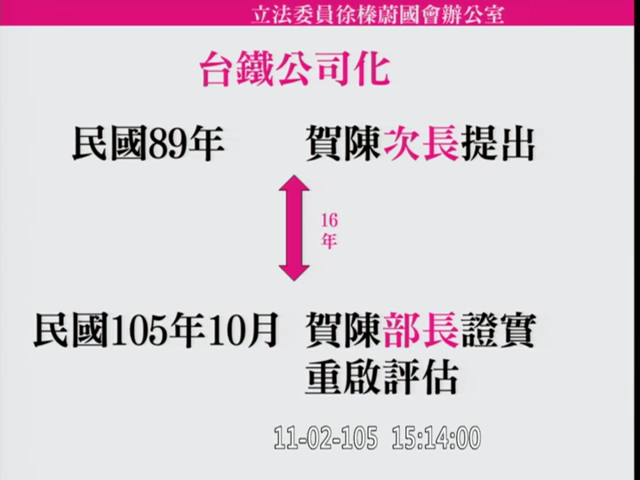 立法委員徐榛蔚國會辦公室
台鐵公司化
民國89年 賀陳次長提出
16
年
民國105年10月 賀陳部長證實
重啟評估
11-02-105 15:14:00